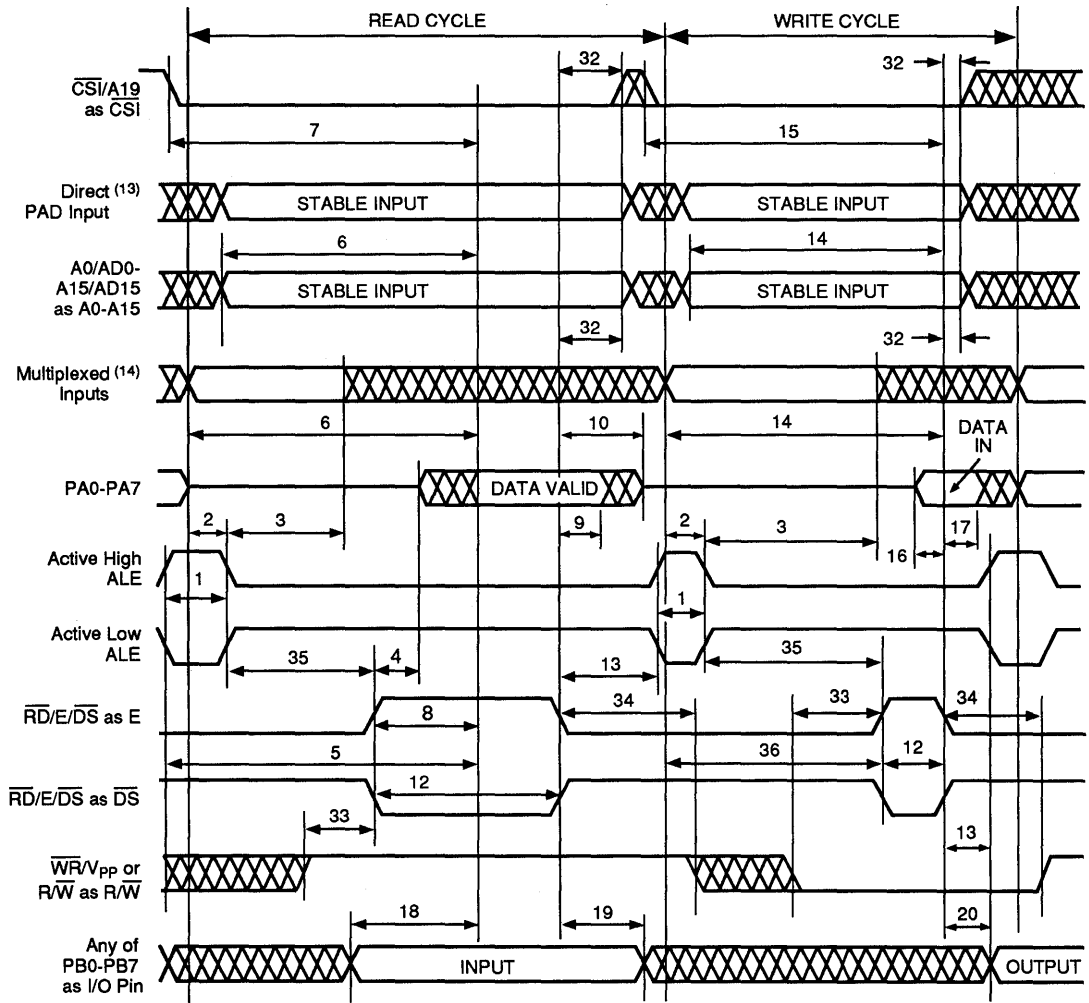 READ CYCLE
WRITE CYCLE
32
32
CSI/A19
as CSI
7
15
Direct (13)
PAD Input
STABLE INPUT
STABLE INPUT
6
14
A0/AD0-
A15/AD15
as A0-A15
STABLE INPUT
STABLE INPUT
32
32
Multiplexed (14)
Inputs
6
10
14
DATA
IN
PA0-PA7
DATA VALID
2
3
9
2
3
16
17
Active High
ALE
1
1
Active Low
ALE
35
4
13
35
RD/E/DS as E
8
34
33
34
5
36
12
12
RD/E/DS as DS
33
13
WR/VPP or
R/W as R/W
18
19
20
Any of
PB0-PB7
as I/O Pin
INPUT
OUTPUT